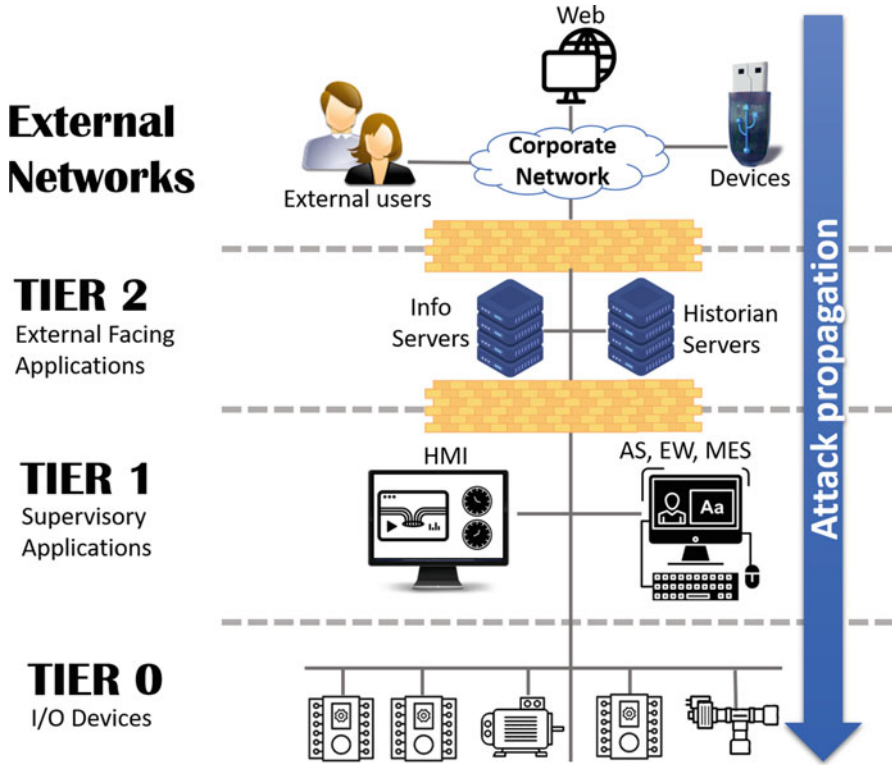 Web
External
Networks
External users
Corporate
Network
Devices
TIER 2
External Facing
Applications
Info
Servers
Historian
Servers
TIER 1
Supervisory
Applications
HMI
AS, EW, MES
Aa
TIER 0
I/O Devices
Attack propagation